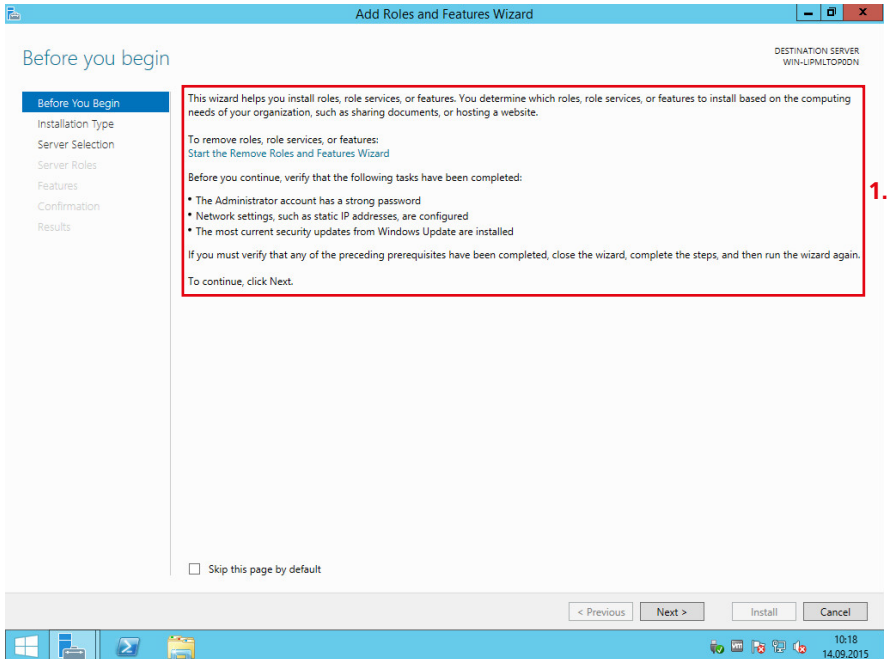 Add Roles and Features Wizard
Before you begin
DESTINATION SERVER
WIN-LIPMLTOP0DN
Before You Begin
Installation Type
Server Selection
Server Roles
Features
Confirmation
Results
This wizard helps you install roles, role services, or features. You determine which roles, role services, or features to install based on the computing
needs of your organization, such as sharing documents, or hosting a website.
To remove roles, role services, or features:
Start the Remove Roles and Features Wizard
Before you continue, verify that the following tasks have been completed:
• The Administrator account has a strong password
• Network settings, such as static IP addresses, are configured
• The most current security updates from Windows Update are installed
If you must verify that any of the preceding prerequisites have been completed, close the wizard, complete the steps, and then run the wizard again.
To continue, click Next.
1.
Skip this page by default
< Previous
Next >
Install
Cancel
10:18
14.09.2015